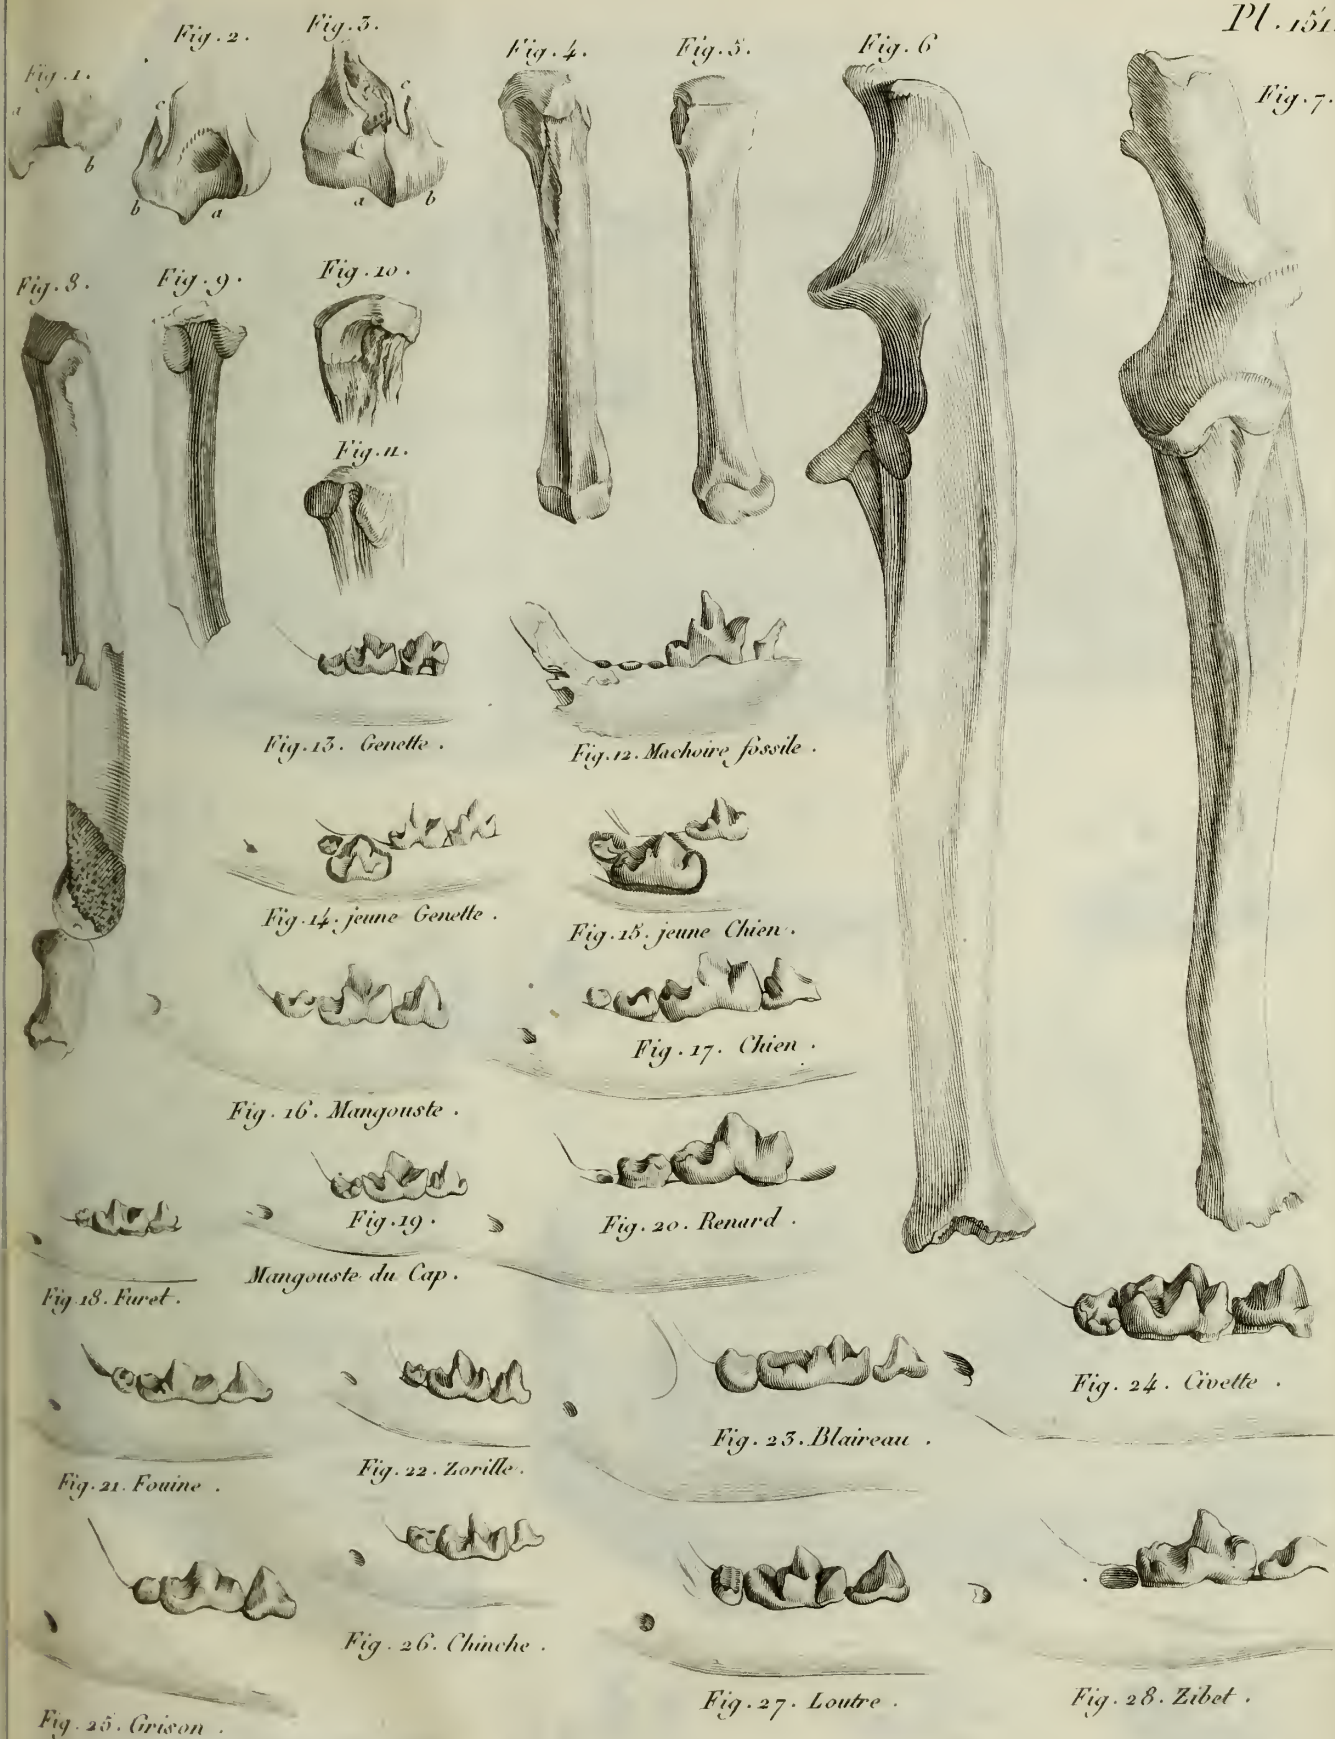 Pl. 151.
Fig. 1.
Fig. 2.
Fig. 3.
Fig. 4.
Fig. 5.
Fig. 6
Fig. 7.
a
b
c
b
a
c
a
b
Fig. 8.
Fig. 9.
Fig. 10.
Fig. 11.
Fig. 13. Genette.
Fig. 12. Machoire fossile.
Fig. 14. jeune Genette.
Fig. 15. jeune Chien.
Fig. 16. Mangouste.
Fig. 17. Chien.
Fig. 18. Furet.
Fig. 19.
Mangouste du Cap.
Fig. 20. Renard.
Fig. 21. Fouine.
Fig. 22. Zorille.
Fig. 23. Blaireau.
Fig. 24. Civette.
Fig. 25. Grison.
Fig. 26. Chinche.
Fig. 27. Loutre.
Fig. 28. Zibet.